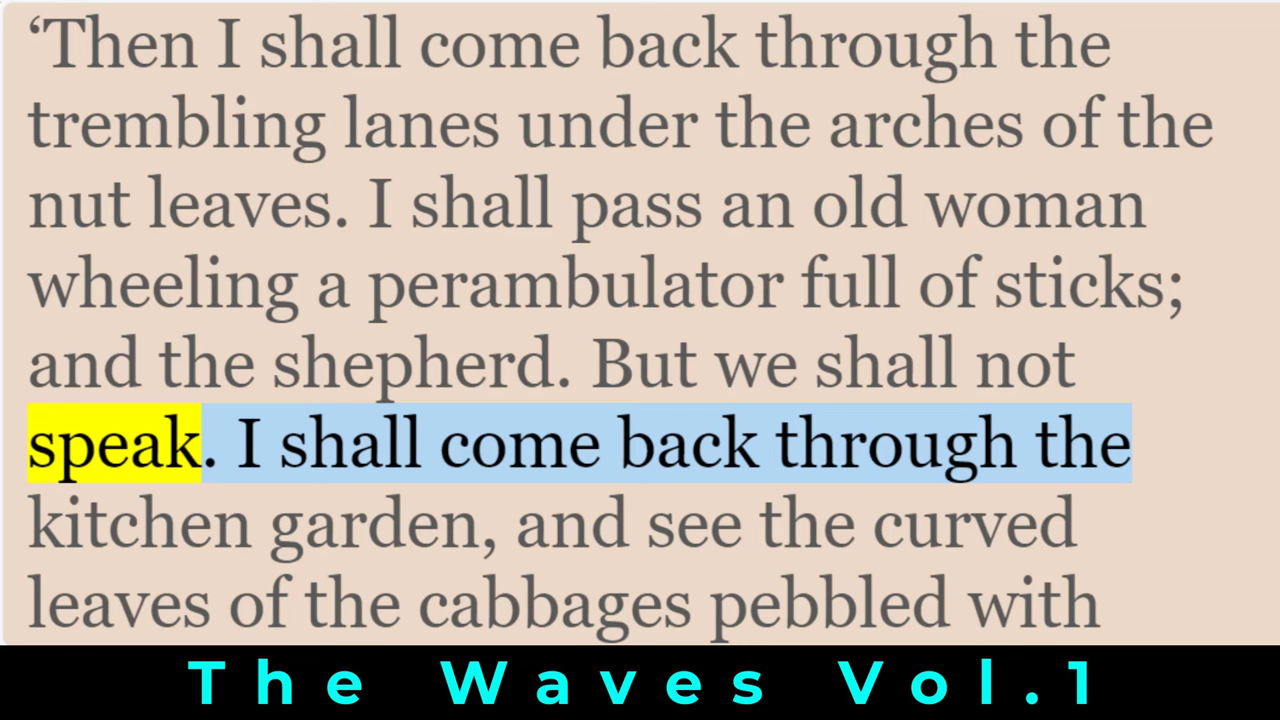 ‘Then I shall come back through the
trembling lanes under the arches of the
nut leaves. I shall pass an old woman
wheeling a perambulator full of sticks;
and the shepherd. But we shall not
speak. I shall come back through the
kitchen garden, and see the curved
leaves of the cabbages pebbled with
The Waves Vol.1